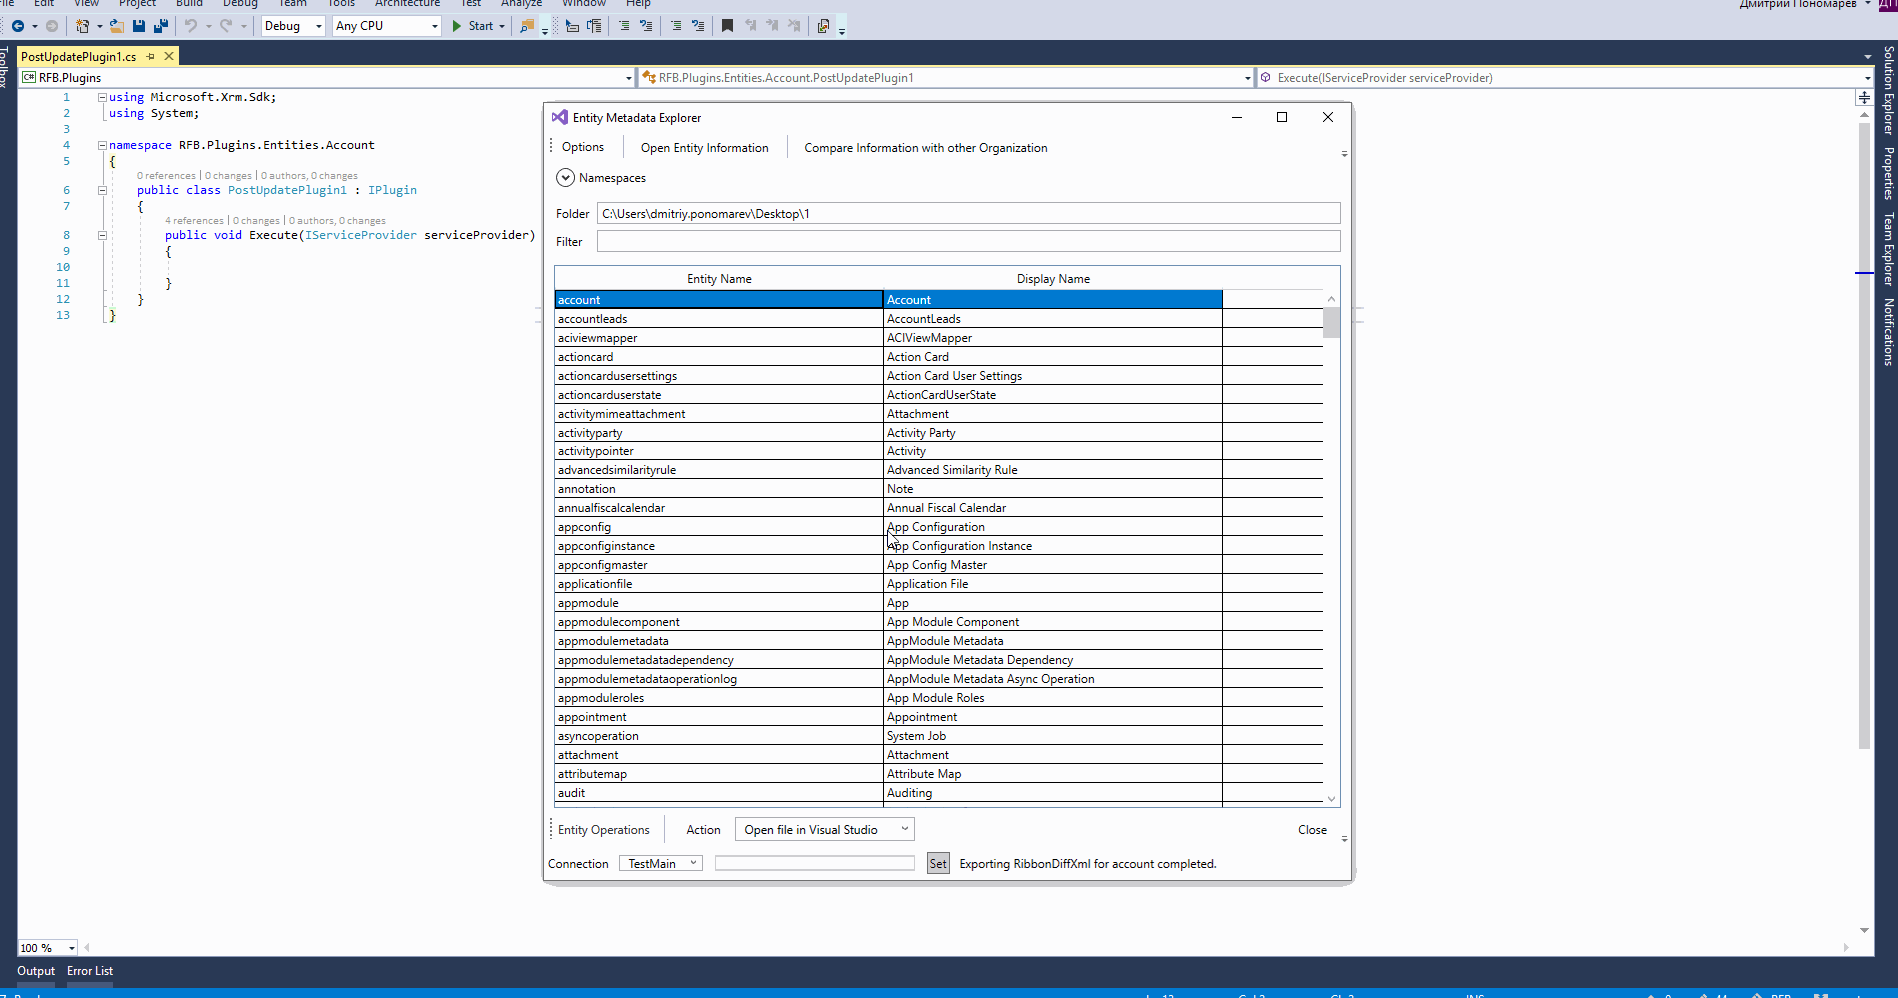 File Edit View Project Build Debug Team Tools Architecture Test Analyze Window Help
Дмитрий Пономарев ДП
Debug Any CPU Start
PostUpdatePlugin1.cs
RFB.Plugins RFB.Plugins.Entities.Account.PostUpdatePlugin1 Execute(IServiceProvider serviceProvider)
Toolbox
1 using Microsoft.Xrm.Sdk;
2 using System;
3
4 namespace RFB.Plugins.Entities.Account
5 {
0 references | 0 changes | 0 authors, 0 changes
6 public class PostUpdatePlugin1 : IPlugin
7 {
4 references | 0 changes | 0 authors, 0 changes
8 public void Execute(IServiceProvider serviceProvider)
9 {
10
11 }
12 }
13 }
Entity Metadata Explorer
Options Open Entity Information Compare Information with other Organization
Namespaces
Folder C:\Users\dmitriy.ponomarev\Desktop\1
Filter
Entity Name Display Name
account Account
accountleads AccountLeads
aciviewmapper ACIViewMapper
actioncard Action Card
actioncardusersettings Action Card User Settings
actioncarduserstate ActionCardUserState
activitymimeattachment Attachment
activityparty Activity Party
activitypointer Activity
advancedsimilarityrule Advanced Similarity Rule
annotation Note
annualfiscalcalendar Annual Fiscal Calendar
appconfig App Configuration
appconfiginstance App Configuration Instance
appconfigmaster App Config Master
applicationfile Application File
appmodule App
appmodulecomponent App Module Component
appmodulemetadata AppModule Metadata
appmodulemetadatadependency AppModule Metadata Dependency
appmodulemetadataoperationlog AppModule Metadata Async Operation
appmoduleroles App Module Roles
appointment Appointment
asyncoperation System Job
attachment Attachment
attributemap Attribute Map
audit Auditing
Entity Operations Action Open file in Visual Studio Close
Connection TestMain Set Exporting RibbonDiffXml for account completed.
Solution Explorer
Properties
Team Explorer
Notifications
100 %
Output Error List